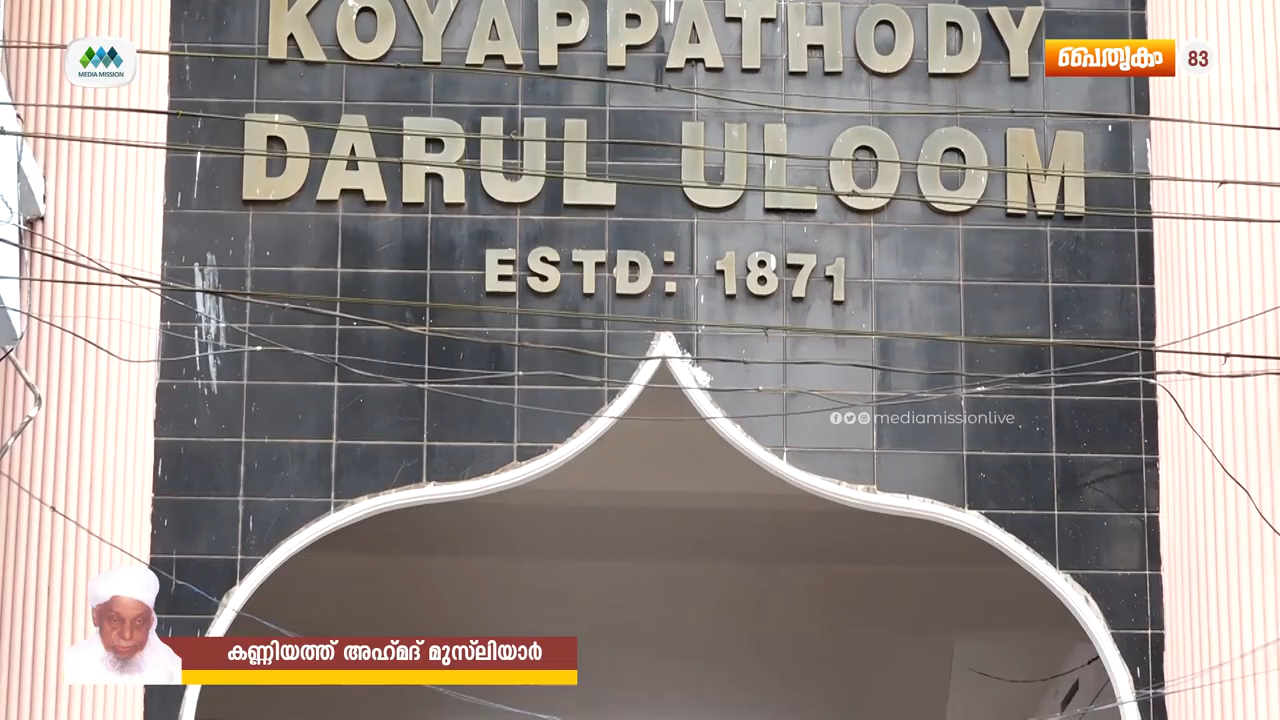 KOYAPPATHODY
DARUL ULOOM
ESTD: 1871
MEDIA MISSION
പൈതൃകം 83
mediamissionlive
കണ്ണിയത്ത് അഹ്‌മദ് മുസ്‌ലിയാർ